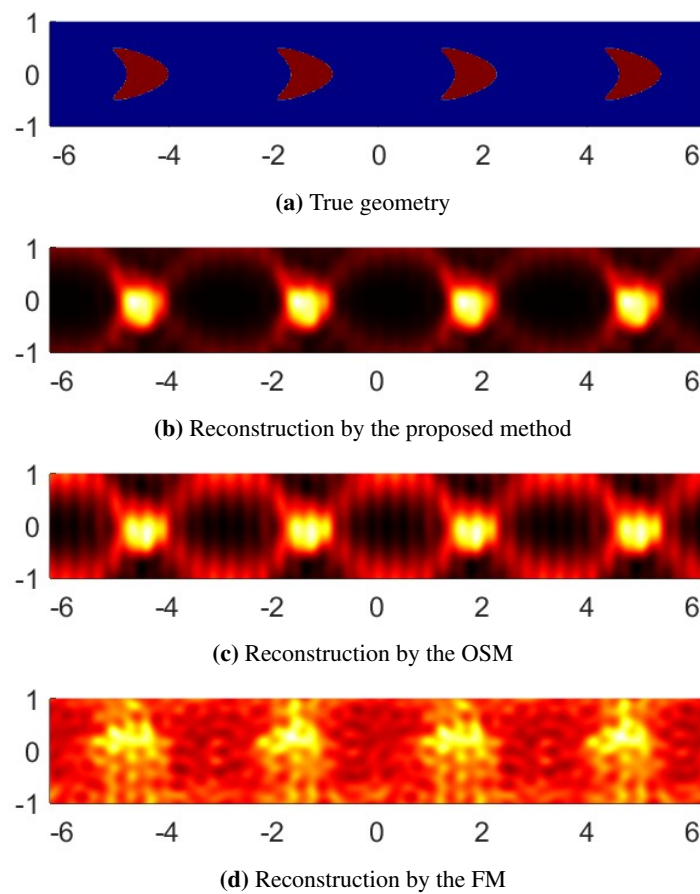 1
0
-1
-6 -4 -2 0 2 4 6
(a) True geometry
1
0
-1
-6 -4 -2 0 2 4 6
(b) Reconstruction by the proposed method
1
0
-1
-6 -4 -2 0 2 4 6
(c) Reconstruction by the OSM
1
0
-1
-6 -4 -2 0 2 4 6
(d) Reconstruction by the FM